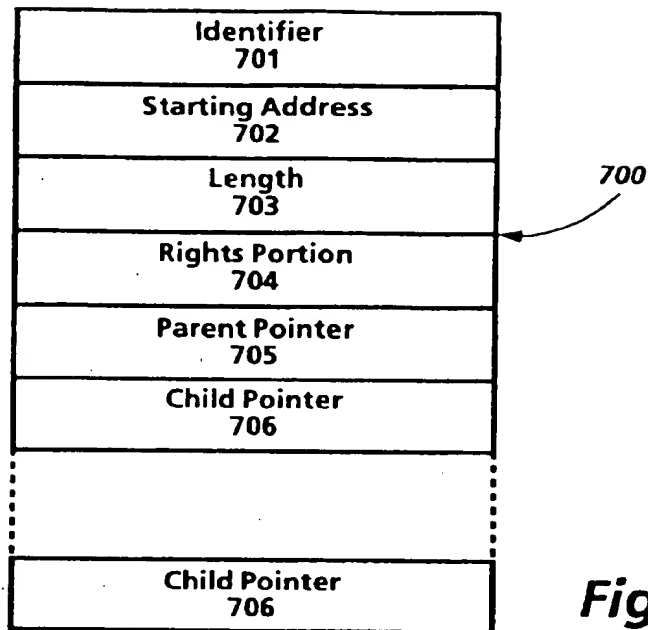 Identifier
701
Starting Address
702
Length
703
700
Rights Portion
704
Parent Pointer
705
Child Pointer
706
Child Pointer
706
Fig